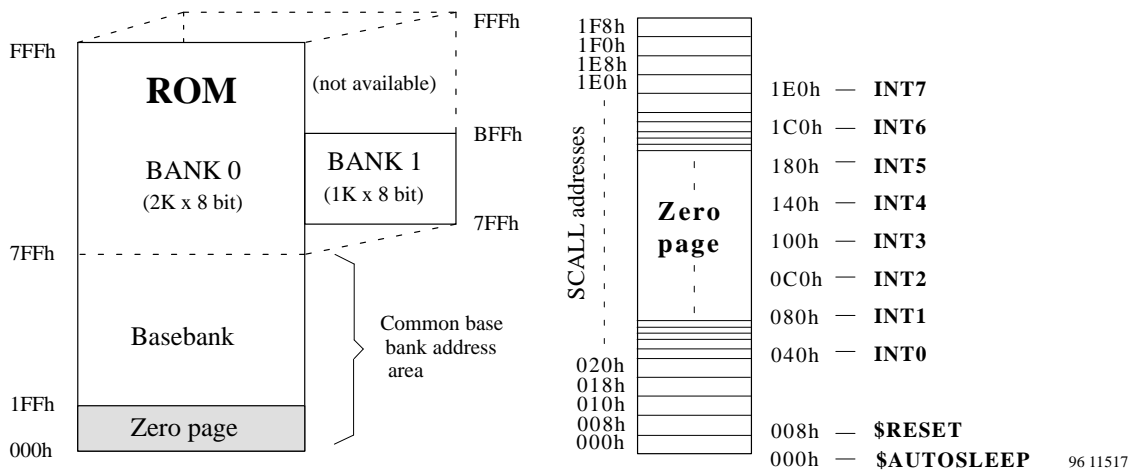 FFFh
FFFh
ROM
(not available)
BFFh
BANK 0
(2K x 8 bit)
BANK 1
(1K x 8 bit)
7FFh
7FFh
Basebank
Common base
bank address
area
1FFh
Zero page
000h
1F8h
1F0h
1E8h
1E0h
SCALL addresses
Zero
page
020h
018h
010h
008h
000h
1E0h — INT7
1C0h — INT6
180h — INT5
140h — INT4
100h — INT3
0C0h — INT2
080h — INT1
040h — INT0
008h — $RESET
000h — $AUTOSLEEP
96 11517